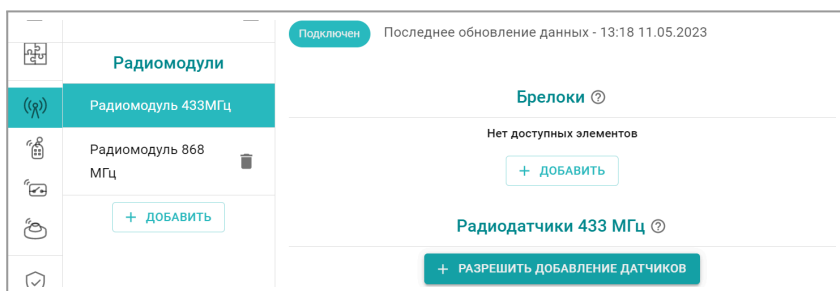 Радиомодули
Радиомодуль 433МГц
Радиомодуль 868
МГц
+ ДОБАВИТЬ
Подключен
Последнее обновление данных - 13:18 11.05.2023
Брелоки
Нет доступных элементов
+ ДОБАВИТЬ
Радиодатчики 433 МГц
+ РАЗРЕШИТЬ ДОБАВЛЕНИЕ ДАТЧИКОВ